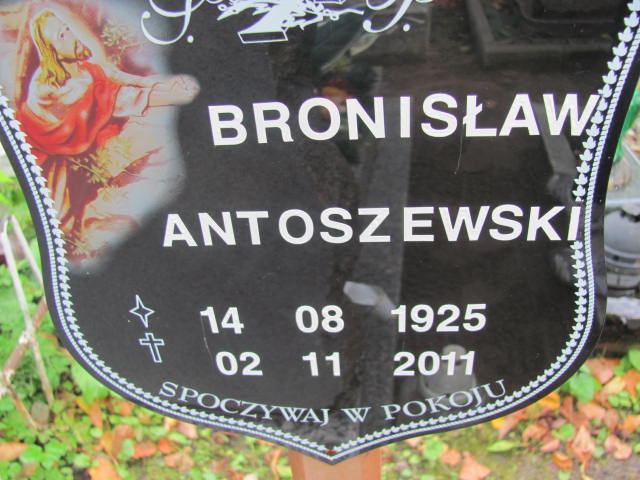 Ś. P.
BRONISŁAW
ANTOSZEWSKI
14 08 1925
02 11 2011
SPOCZYWAJ W POKOJU